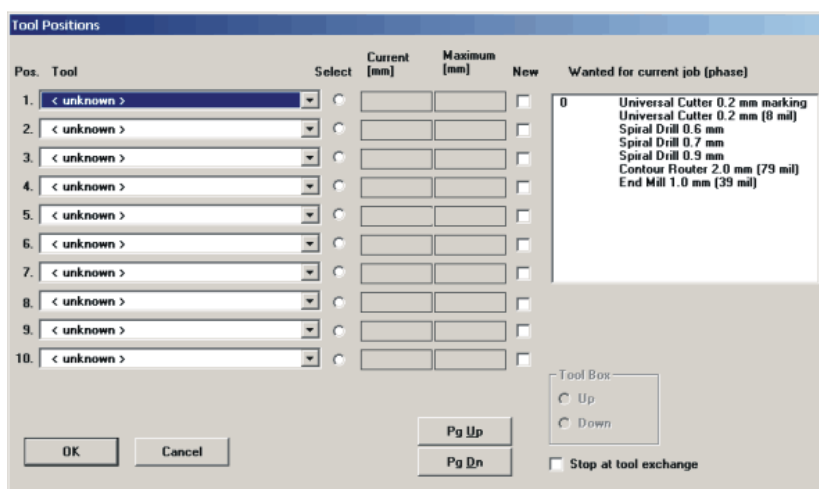 Tool Positions
Pos. Tool Select Current [mm] Maximum [mm] New Wanted for current job (phase)
1. < unknown >
2. < unknown >
3. < unknown >
4. < unknown >
5. < unknown >
6. < unknown >
7. < unknown >
8. < unknown >
9. < unknown >
10. < unknown >
0 Universal Cutter 0.2 mm marking
Universal Cutter 0.2 mm (8 mil)
Spiral Drill 0.6 mm
Spiral Drill 0.7 mm
Spiral Drill 0.9 mm
Contour Router 2.0 mm (79 mil)
End Mill 1.0 mm (39 mil)
Tool Box
Up
Down
OK Cancel Pg Up
Pg Dn
Stop at tool exchange